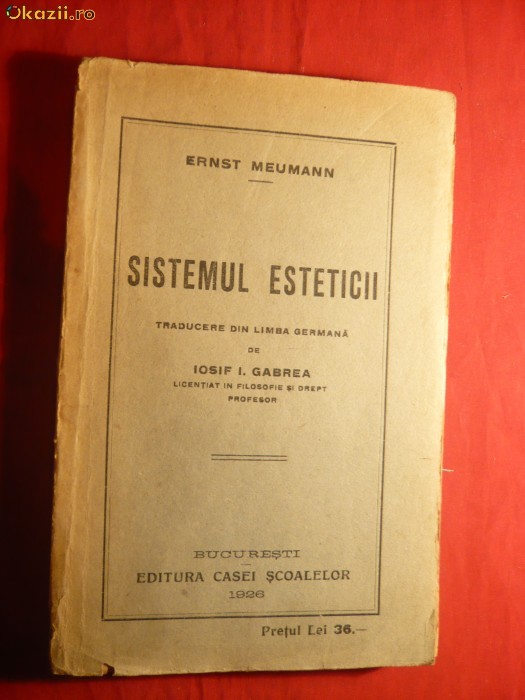 Okazii.ro
ERNST MEUMANN
SISTEMUL ESTETICII
TRADUCERE DIN LIMBA GERMANĂ
DE
IOSIF I. GABREA
LICENȚIAT IN FILOSOFIE ȘI DREPT
PROFESOR
BUCUREȘTI
EDITURA CASEI ȘCOALELOR
1926
Prețul Lei 36.—